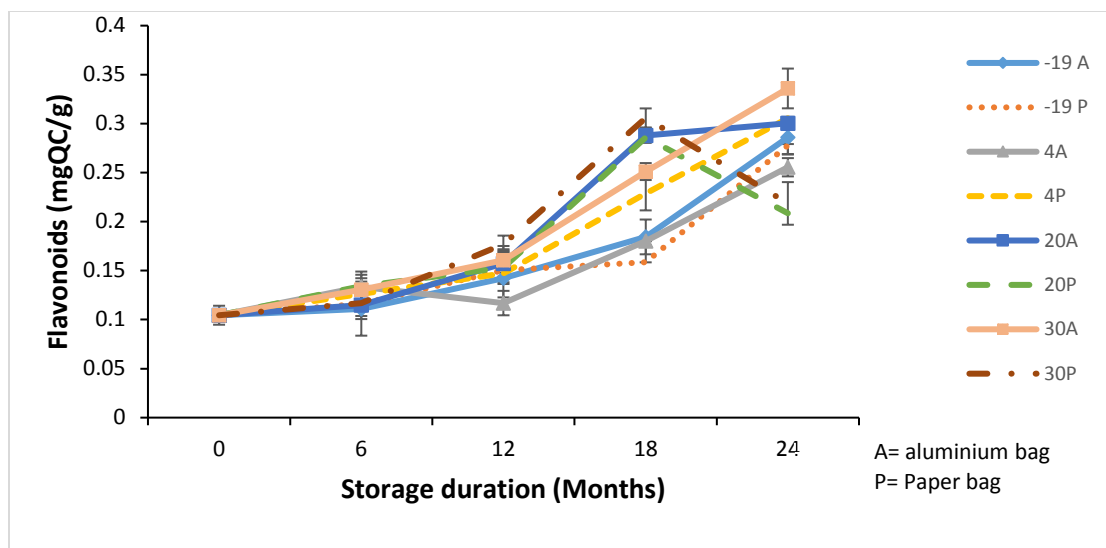 Flavonoids (mgQC/g)
0.4
0.35
0.3
0.25
0.2
0.15
0.1
0.05
0
0 6 12 18 24
Storage duration (Months)
-19 A
-19 P
4A
4P
20A
20P
30A
30P
A= aluminium bag
P= Paper bag